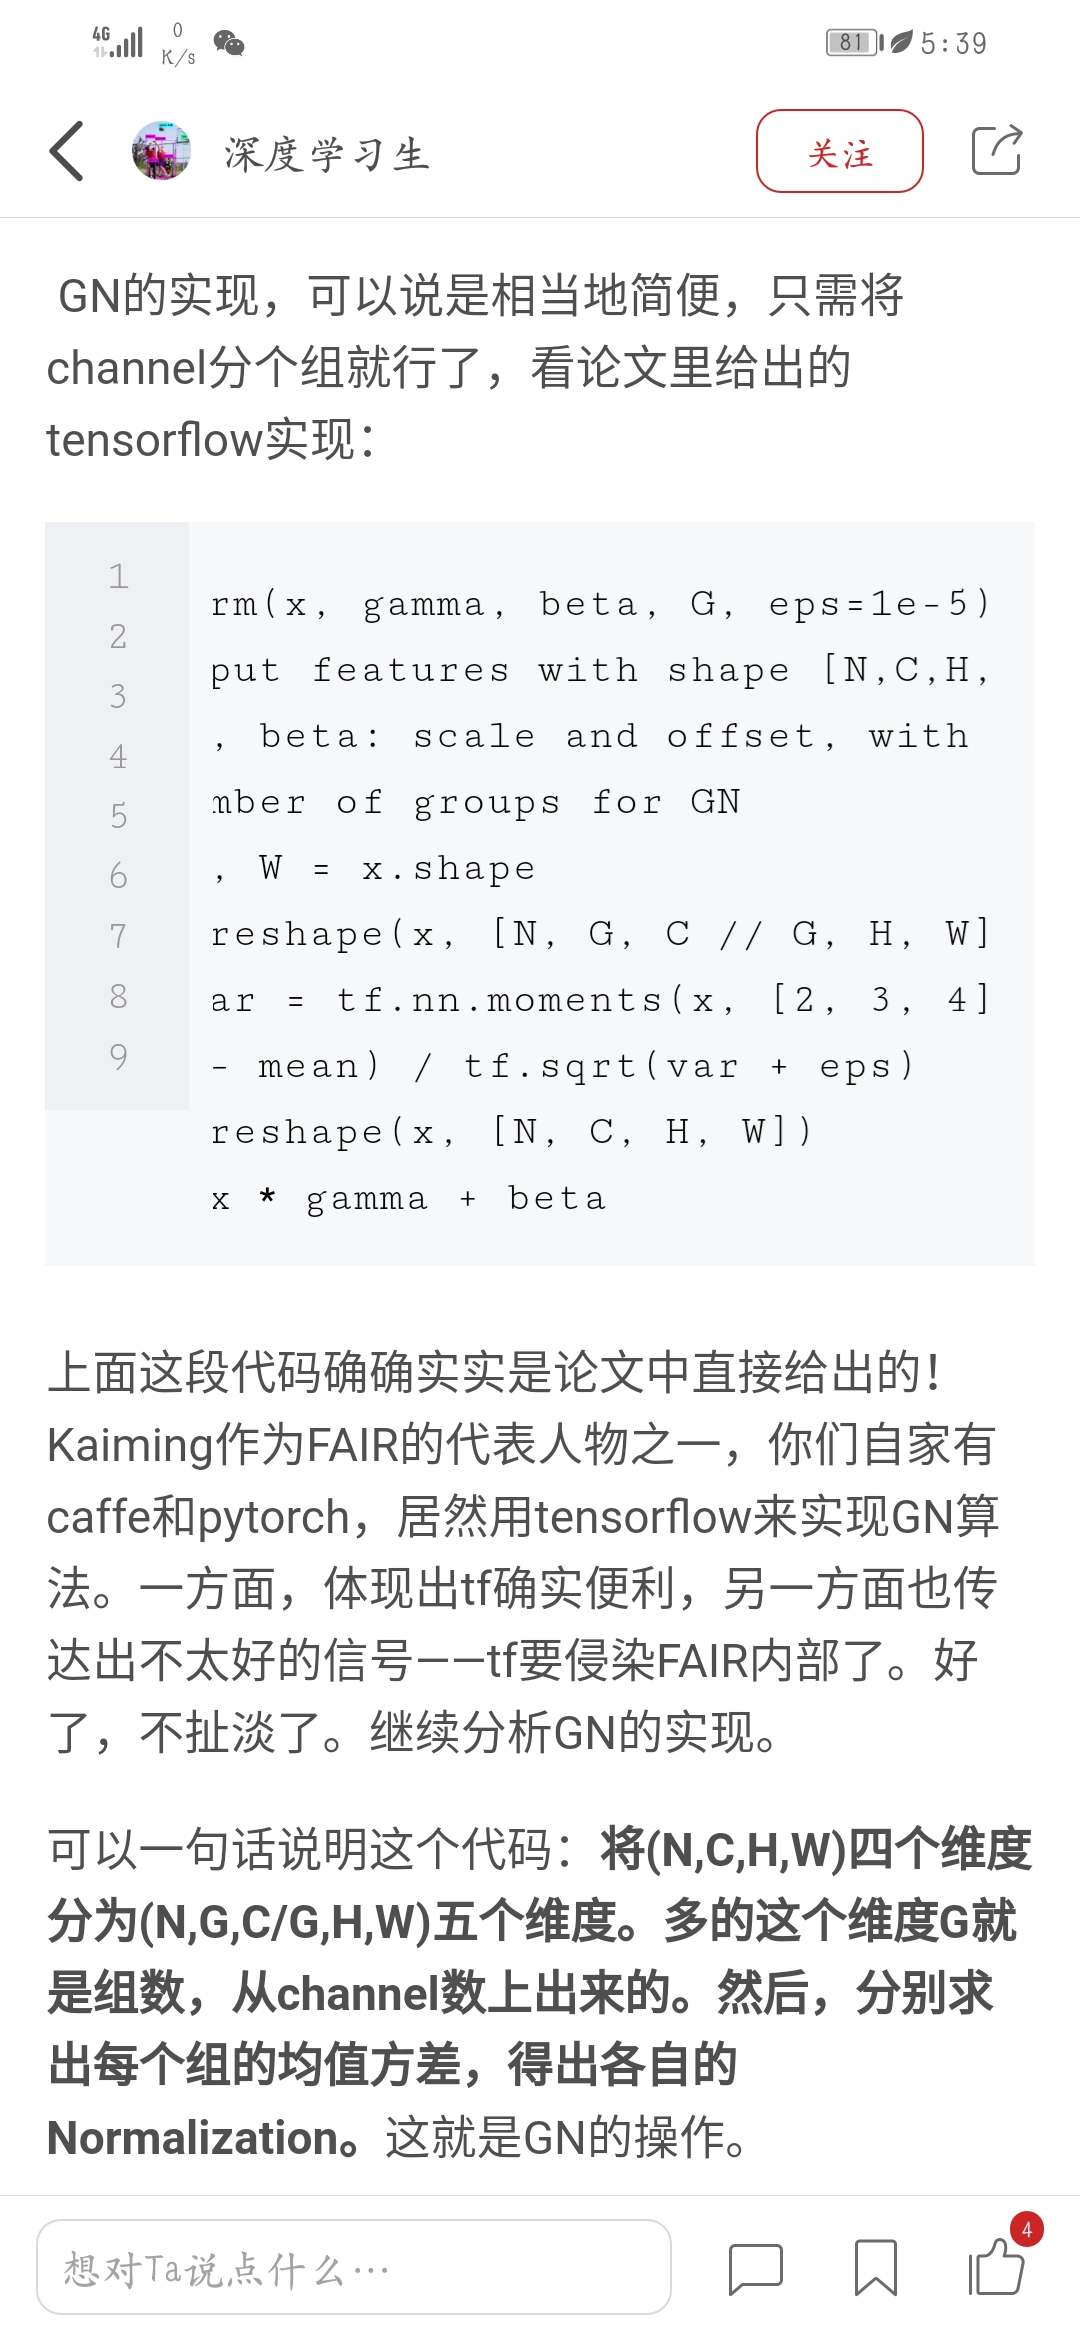 4G
0
K/s
81
5:39
深度学习生
关注
GN的实现，可以说是相当地简便，只需将
channel分个组就行了，看论文里给出的
tensorflow实现：
1
rm(x, gamma, beta, G, eps=1e-5)
2
put features with shape [N,C,H,
3
, beta: scale and offset, with
4
mber of groups for GN
5
, W = x.shape
6
reshape(x, [N, G, C // G, H, W]
7
ar = tf.nn.moments(x, [2, 3, 4]
8
- mean) / tf.sqrt(var + eps)
9
reshape(x, [N, C, H, W])
x * gamma + beta
上面这段代码确确实实是论文中直接给出的！
Kaiming作为FAIR的代表人物之一，你们自家有
caffe和pytorch，居然用tensorflow来实现GN算
法。一方面，体现出tf确实便利，另一方面也传
达出不太好的信号——tf要侵染FAIR内部了。好
了，不扯淡了。继续分析GN的实现。
可以一句话说明这个代码：将(N,C,H,W)四个维度
分为(N,G,C/G,H,W)五个维度。多的这个维度G就
是组数，从channel数上出来的。然后，分别求
出每个组的均值方差，得出各自的
Normalization。这就是GN的操作。
想对Ta说点什么…
4